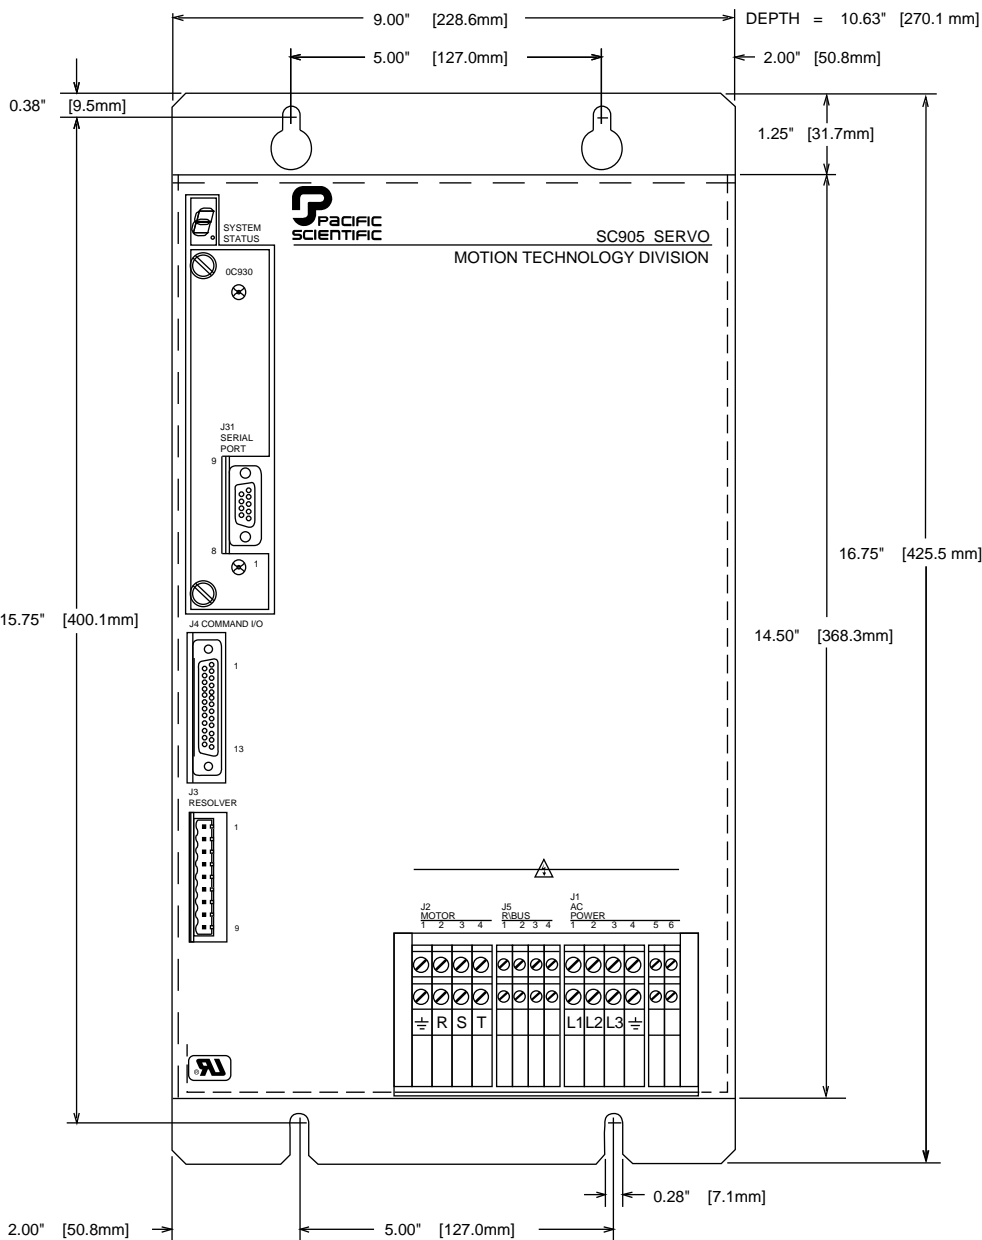 9.00" [228.6mm]
DEPTH = 10.63" [270.1 mm]
5.00" [127.0mm]
2.00" [50.8mm]
0.38" [9.5mm]
1.25" [31.7mm]
SYSTEM
STATUS
PACIFIC
SCIENTIFIC
SC905 SERVO
MOTION TECHNOLOGY DIVISION
0C930
J31
SERIAL
PORT
9
8
1
16.75" [425.5 mm]
15.75" [400.1mm]
14.50" [368.3mm]
J4 COMMAND I/O
1
13
J3
RESOLVER
1
9
J2
MOTOR
1 2 3 4
J5
R\BUS
1 2 3 4
J1
AC
POWER
1 2 3 4 5 6
R S T
L1 L2 L3
UR®
0.28" [7.1mm]
2.00" [50.8mm]
5.00" [127.0mm]